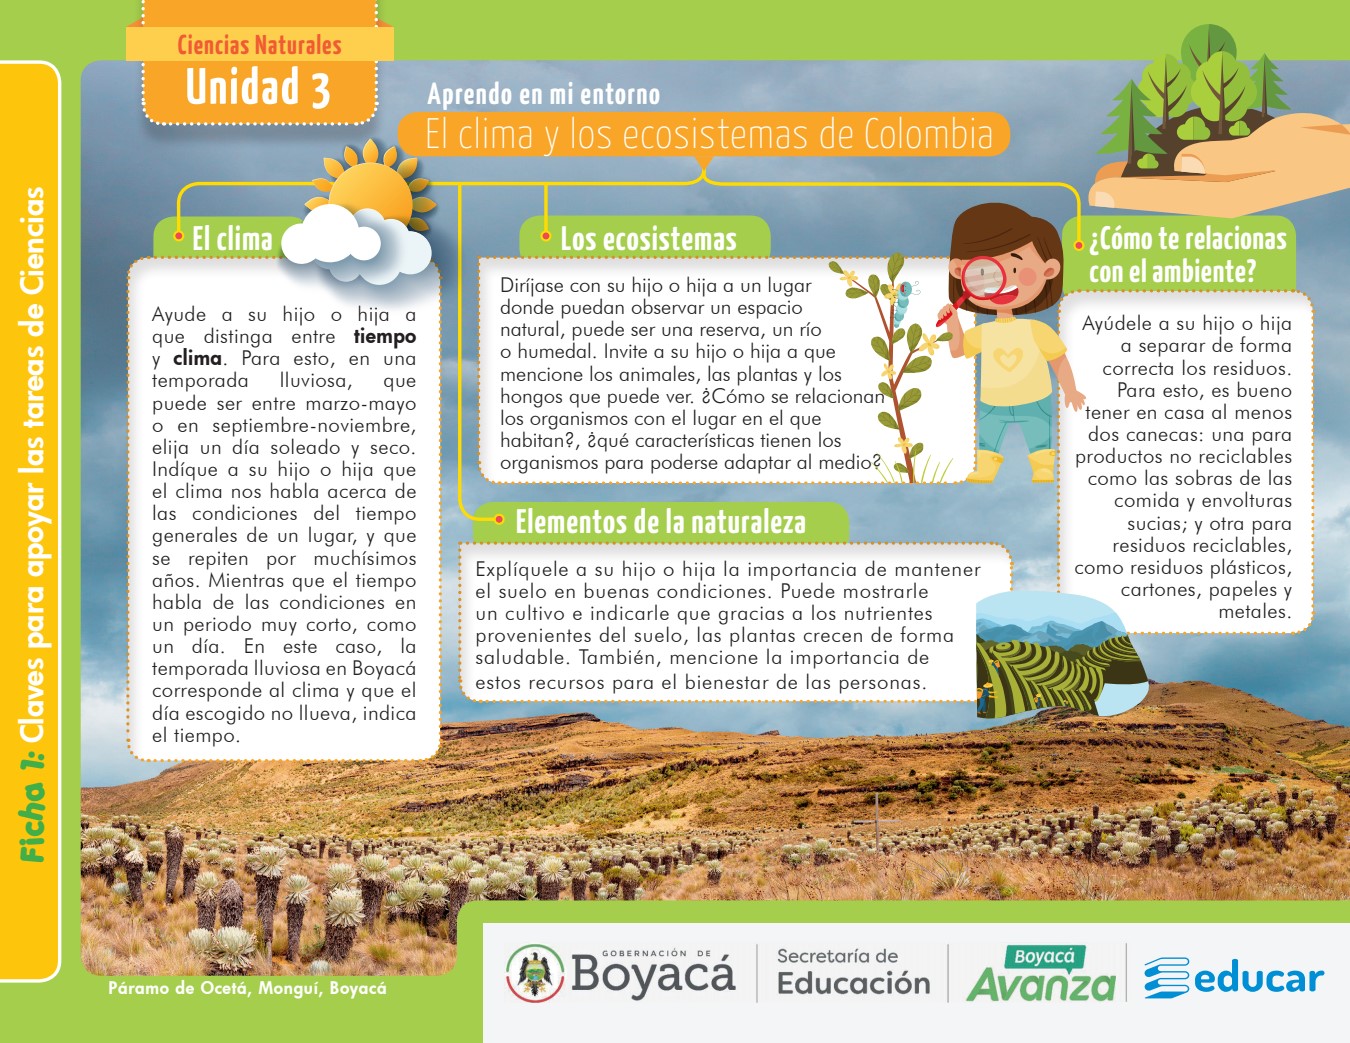 Ciencias Naturales
Unidad 3
Aprendo en mi entorno
El clima y los ecosistemas de Colombia
Ficha 1: Claves para apoyar las tareas de Ciencias
El clima
Ayude a su hijo o hija a
que distinga entre tiempo
y clima. Para esto, en una
temporada lluviosa, que
puede ser entre marzo-mayo
o en septiembre-noviembre,
elija un día soleado y seco.
Indíque a su hijo o hija que
el clima nos habla acerca de
las condiciones del tiempo
generales de un lugar, y que
se repiten por muchísimos
años. Mientras que el tiempo
habla de las condiciones en
un periodo muy corto, como
un día. En este caso, la
temporada lluviosa en Boyacá
corresponde al clima y que el
día escogido no llueva, indica
el tiempo.
Los ecosistemas
Diríjase con su hijo o hija a un lugar
donde puedan observar un espacio
natural, puede ser una reserva, un río
o humedal. Invite a su hijo o hija a que
mencione los animales, las plantas y los
hongos que puede ver. ¿Cómo se relacionan
los organismos con el lugar en el que
habitan?, ¿qué características tienen los
organismos para poderse adaptar al medio?
Elementos de la naturaleza
Explíquele a su hijo o hija la importancia de mantener
el suelo en buenas condiciones. Puede mostrarle
un cultivo e indicarle que gracias a los nutrientes
provenientes del suelo, las plantas crecen de forma
saludable. También, mencione la importancia de
estos recursos para el bienestar de las personas.
¿Cómo te relacionas
con el ambiente?
Ayúdele a su hijo o hija
a separar de forma
correcta los residuos.
Para esto, es bueno
tener en casa al menos
dos canecas: una para
productos no reciclables
como las sobras de las
comida y envolturas
sucias; y otra para
residuos reciclables,
como residuos plásticos,
cartones, papeles y
metales.
Páramo de Ocetá, Monguí, Boyacá
GOBERNACIÓN DE
Boyacá
Secretaría de
Educación
Boyacá
Avanza
educar